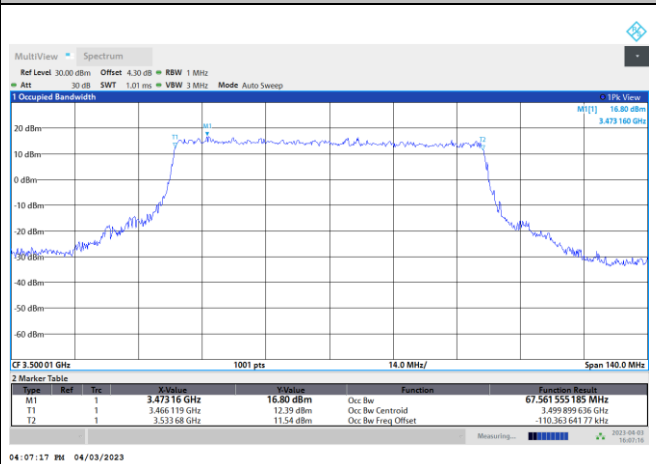 MultiView Spectrum
Ref Level 30.00 dBm Offset 4.30 dB RBW 1 MHz
Att 30 dB SWT 1.01 ms VBW 3 MHz Mode Auto Sweep
1 Occupied Bandwidth 1Pk View
M1[1] 16.80 dBm
3.473 160 GHz
M1
T1 T2
20 dBm
10 dBm
0 dBm
-10 dBm
-20 dBm
-30 dBm
-40 dBm
-50 dBm
-60 dBm
CF 3.500 01 GHz 1001 pts 14.0 MHz/ Span 140.0 MHz
2 Marker Table
Type Ref Trc X-Value Y-Value Function Function Result
M1 1 3.473 16 GHz 16.80 dBm Occ Bw 67.561 555 185 MHz
T1 1 3.466 119 GHz 12.39 dBm Occ Bw Centroid 3.499 899 636 GHz
T2 1 3.533 68 GHz 11.54 dBm Occ Bw Freq Offset -110.363 641 77 kHz
Measuring... 2023-04-03
16:07:16
04:07:17 PM 04/03/2023